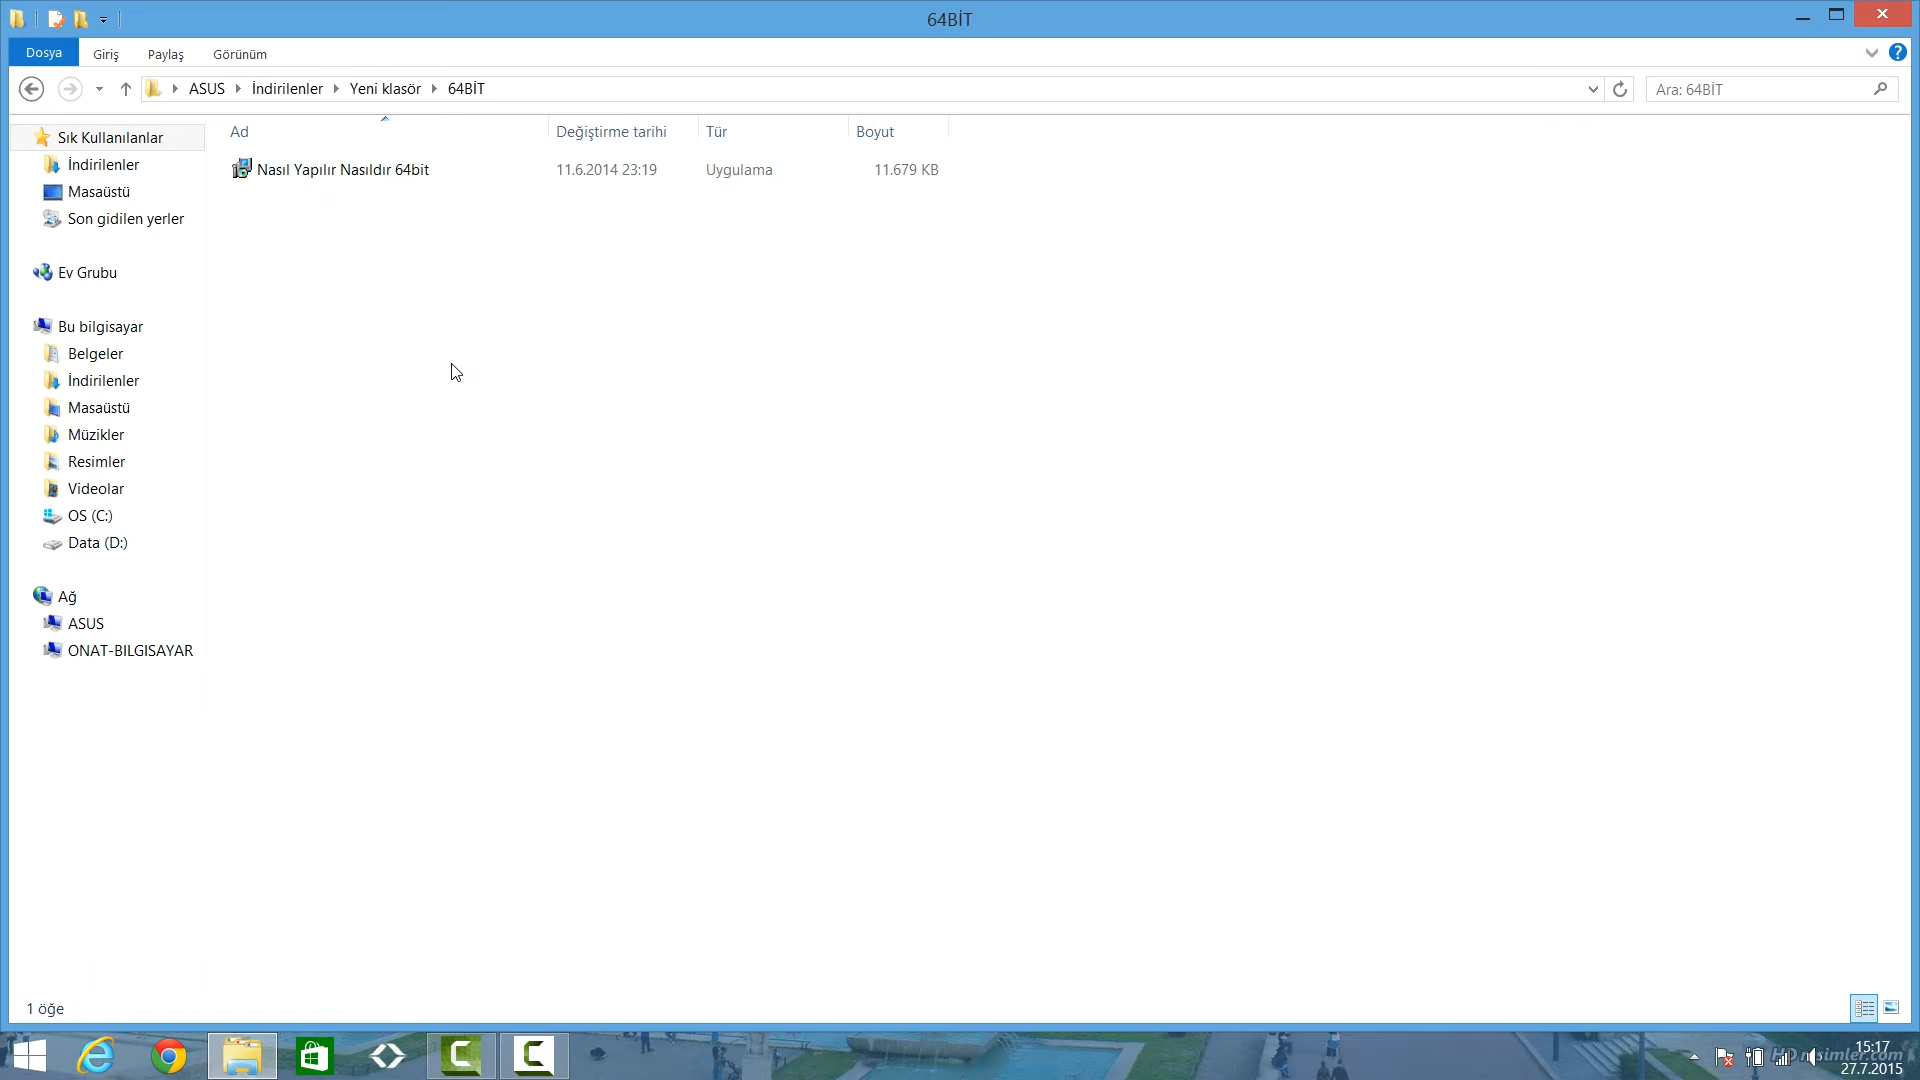 64BİT
Dosya
Giriş
Paylaş
Görünüm
ASUS
İndirilenler
Yeni klasör
64BİT
Ara: 64BİT
Ad
Değiştirme tarihi
Tür
Boyut
Nasıl Yapılır Nasıldır 64bit
11.6.2014 23:19
Uygulama
11.679 KB
Sık Kullanılanlar
İndirilenler
Masaüstü
Son gidilen yerler
Ev Grubu
Bu bilgisayar
Belgeler
İndirilenler
Masaüstü
Müzikler
Resimler
Videolar
OS (C:)
Data (D:)
Ağ
ASUS
ONAT-BILGISAYAR
1 öğe
15:17
27.7.2015